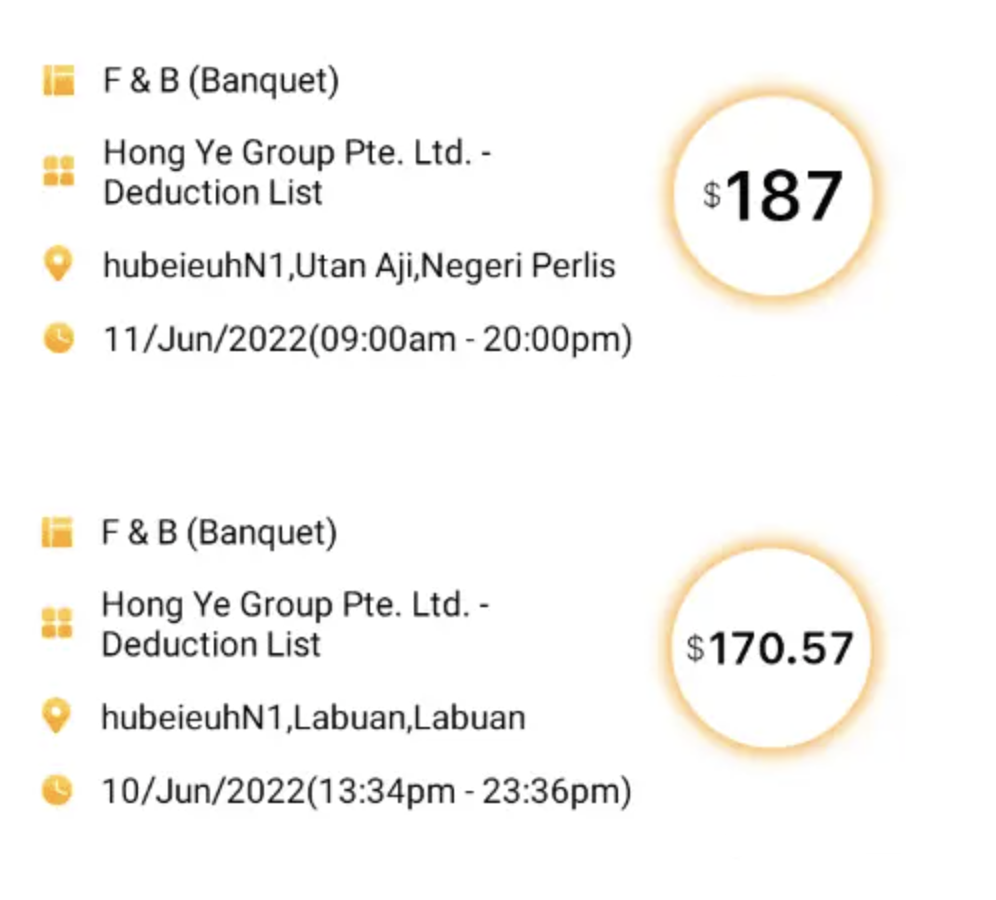 F & B (Banquet)
Hong Ye Group Pte. Ltd. -
Deduction List
$187
hubeieuhN1,Utan Aji,Negeri Perlis
11/Jun/2022(09:00am - 20:00pm)
F & B (Banquet)
Hong Ye Group Pte. Ltd. -
Deduction List
$170.57
hubeieuhN1,Labuan,Labuan
10/Jun/2022(13:34pm - 23:36pm)